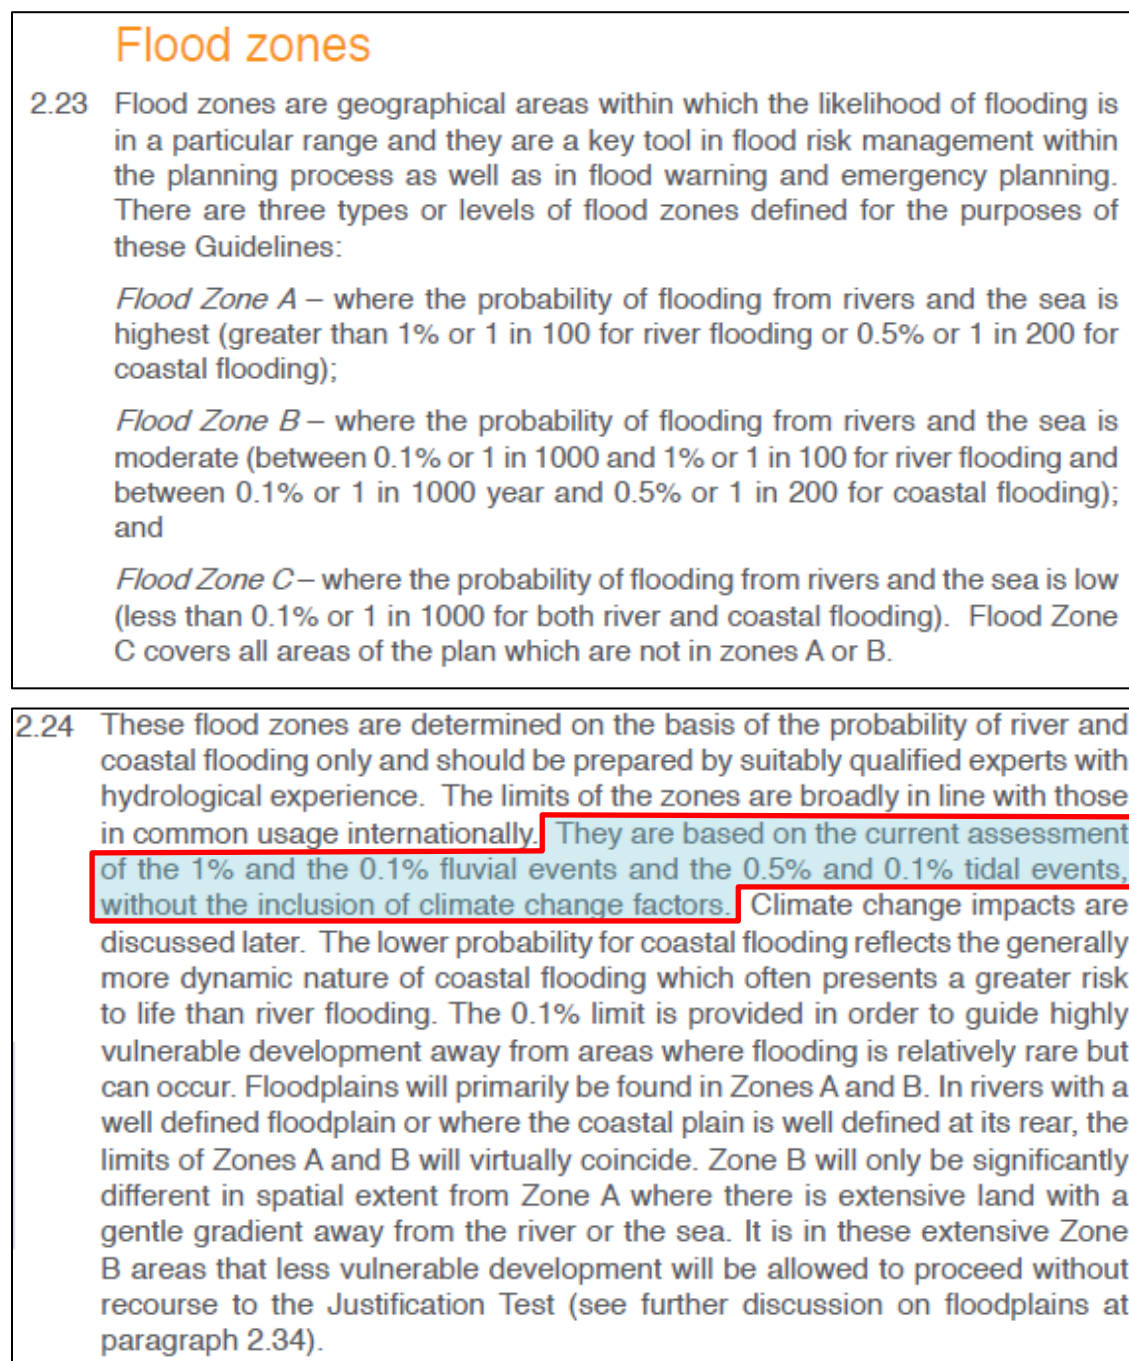 Flood zones
2.23 Flood zones are geographical areas within which the likelihood of flooding is
in a particular range and they are a key tool in flood risk management within
the planning process as well as in flood warning and emergency planning.
There are three types or levels of flood zones defined for the purposes of
these Guidelines:
Flood Zone A – where the probability of flooding from rivers and the sea is
highest (greater than 1% or 1 in 100 for river flooding or 0.5% or 1 in 200 for
coastal flooding);
Flood Zone B – where the probability of flooding from rivers and the sea is
moderate (between 0.1% or 1 in 1000 and 1% or 1 in 100 for river flooding and
between 0.1% or 1 in 1000 year and 0.5% or 1 in 200 for coastal flooding);
and
Flood Zone C – where the probability of flooding from rivers and the sea is low
(less than 0.1% or 1 in 1000 for both river and coastal flooding). Flood Zone
C covers all areas of the plan which are not in zones A or B.
2.24 These flood zones are determined on the basis of the probability of river and
coastal flooding only and should be prepared by suitably qualified experts with
hydrological experience. The limits of the zones are broadly in line with those
in common usage internationally. They are based on the current assessment
of the 1% and the 0.1% fluvial events and the 0.5% and 0.1% tidal events,
without the inclusion of climate change factors. Climate change impacts are
discussed later. The lower probability for coastal flooding reflects the generally
more dynamic nature of coastal flooding which often presents a greater risk
to life than river flooding. The 0.1% limit is provided in order to guide highly
vulnerable development away from areas where flooding is relatively rare but
can occur. Floodplains will primarily be found in Zones A and B. In rivers with a
well defined floodplain or where the coastal plain is well defined at its rear, the
limits of Zones A and B will virtually coincide. Zone B will only be significantly
different in spatial extent from Zone A where there is extensive land with a
gentle gradient away from the river or the sea. It is in these extensive Zone
B areas that less vulnerable development will be allowed to proceed without
recourse to the Justification Test (see further discussion on floodplains at
paragraph 2.34).